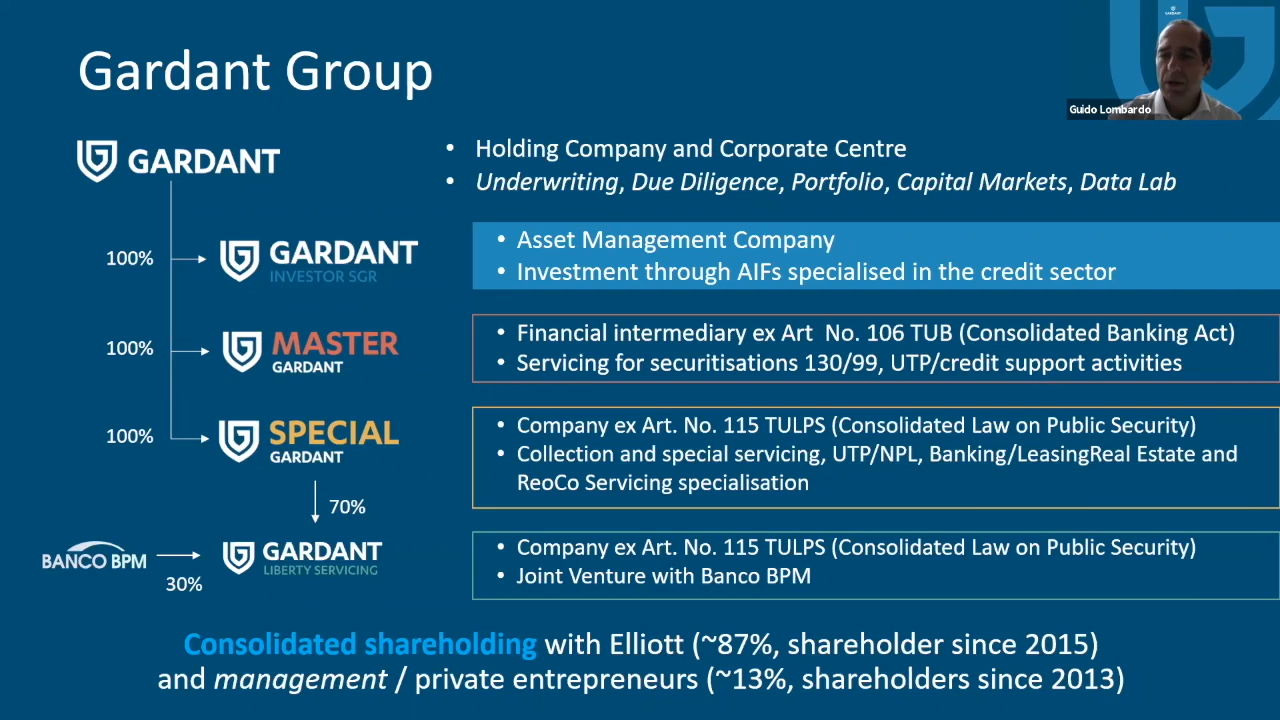 Gardant Group
GARDANT
Guido Lombardo
GARDANT
• Holding Company and Corporate Centre
• Underwriting, Due Diligence, Portfolio, Capital Markets, Data Lab
100%
GARDANT
INVESTOR SGR
• Asset Management Company
• Investment through AIFs specialised in the credit sector
100%
MASTER
GARDANT
• Financial intermediary ex Art No. 106 TUB (Consolidated Banking Act)
• Servicing for securitisations 130/99, UTP/credit support activities
100%
SPECIAL
GARDANT
• Company ex Art. No. 115 TULPS (Consolidated Law on Public Security)
• Collection and special servicing, UTP/NPL, Banking/LeasingReal Estate and
ReoCo Servicing specialisation
70%
BANCO BPM
30%
GARDANT
LIBERTY SERVICING
• Company ex Art. No. 115 TULPS (Consolidated Law on Public Security)
• Joint Venture with Banco BPM
Consolidated shareholding with Elliott (~87%, shareholder since 2015)
and management / private entrepreneurs (~13%, shareholders since 2013)